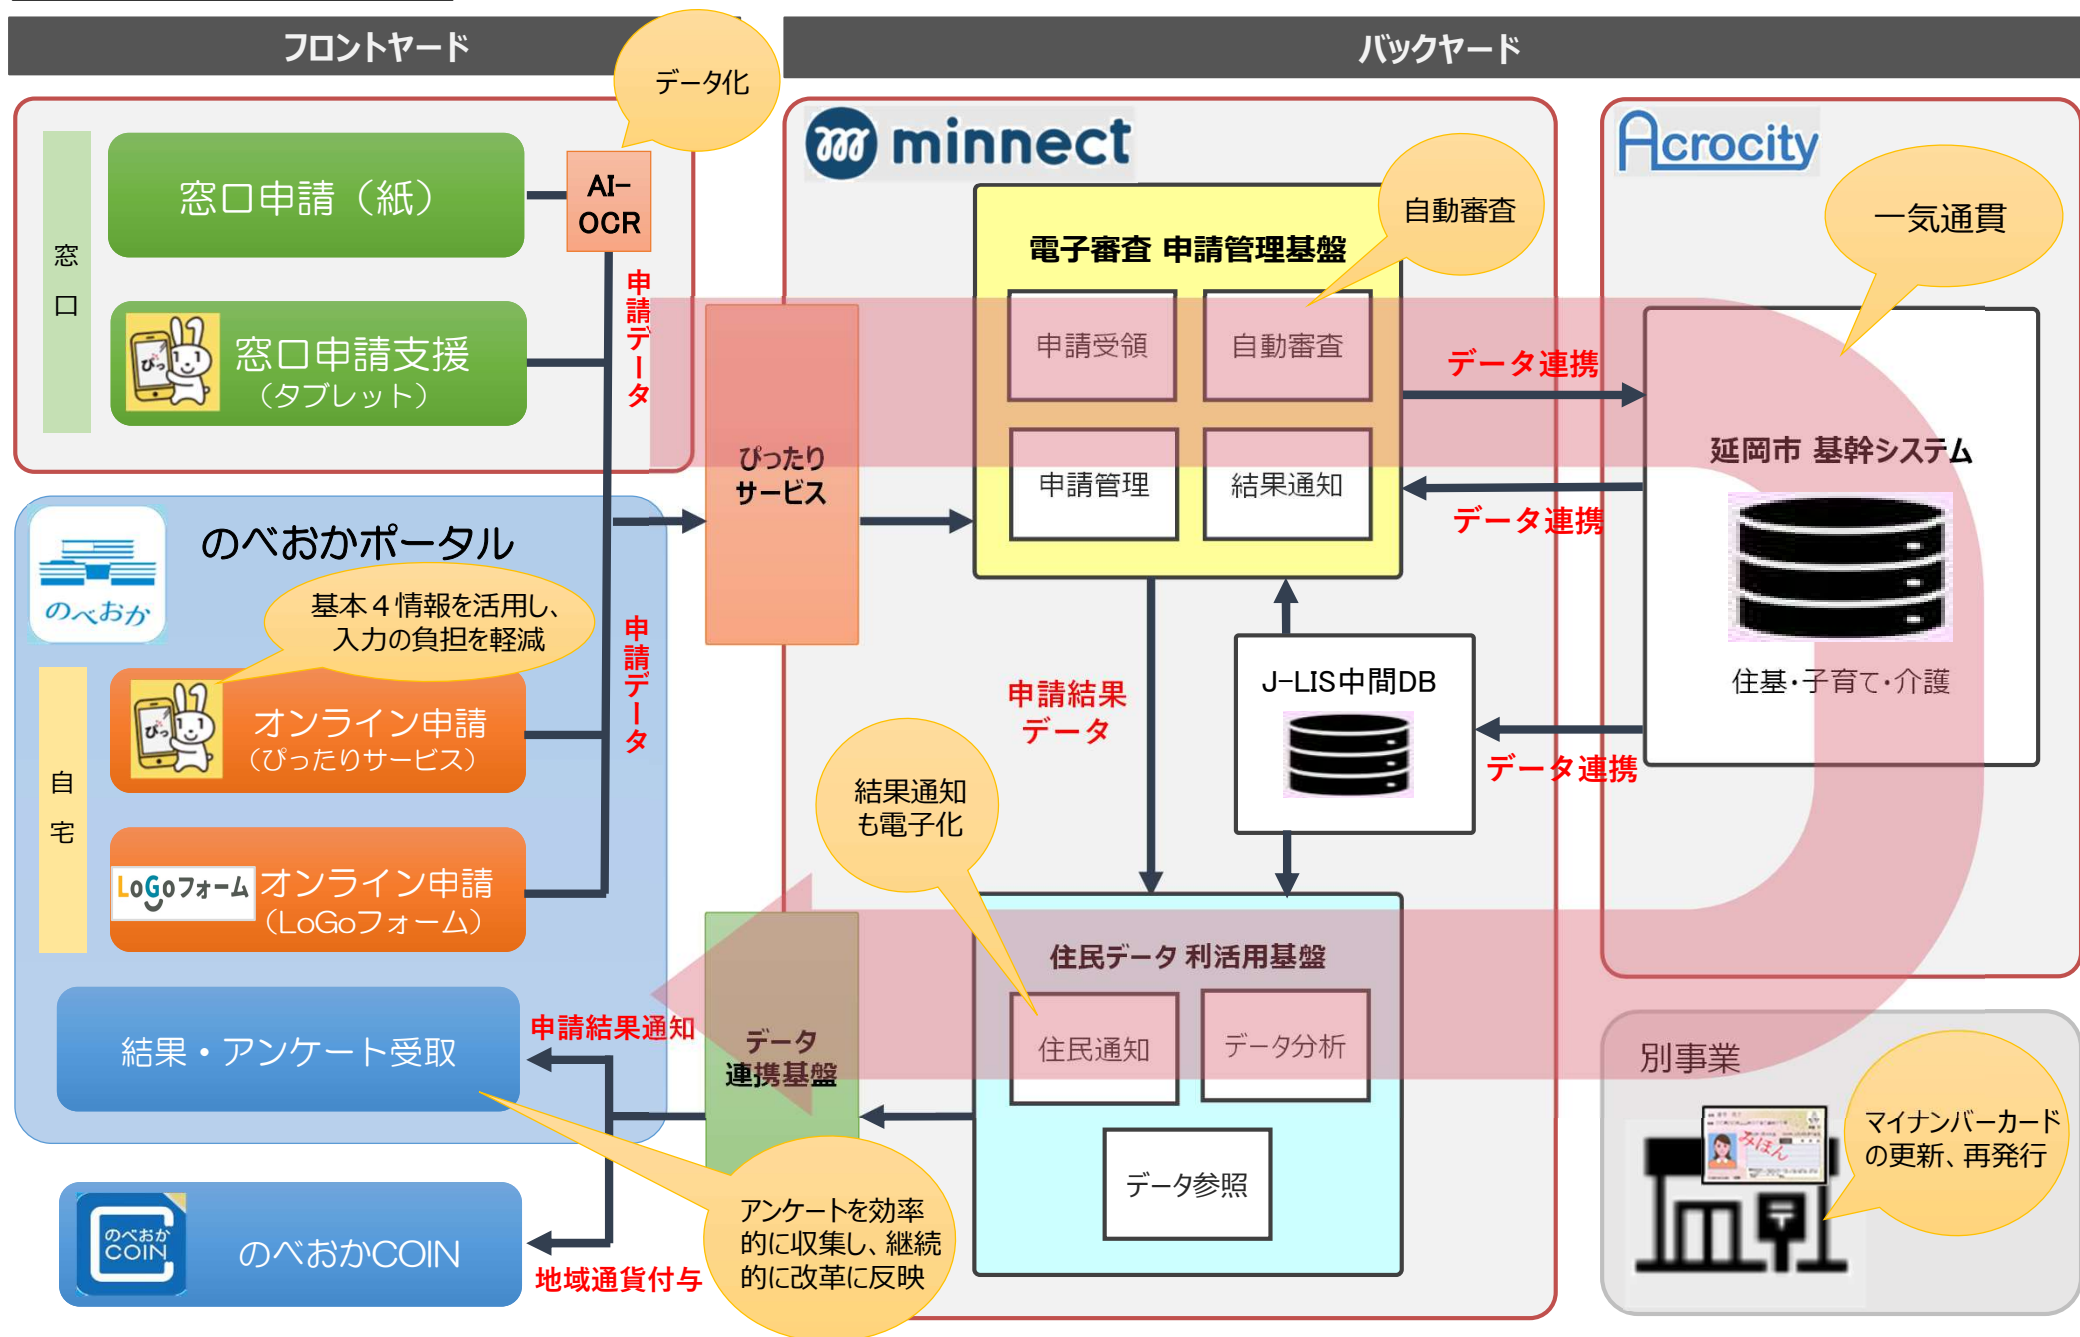 フロントヤード
バックヤード
データ化
窓口
窓口申請（紙）
AI-
OCR
窓口申請支援
（タブレット）
ぴっ
申請データ
のべおかポータル
のべおか
基本４情報を活用し、
入力の負担を軽減
自宅
ぴっ
オンライン申請
（ぴったりサービス）
LoGoフォーム
オンライン申請
（LoGoフォーム）
申請データ
結果・アンケート受取
申請結果通知
のべおか
COIN
のべおかCOIN
地域通貨付与
アンケートを効率
的に収集し、継続
的に改革に反映
ぴったり
サービス
データ
連携基盤
minnect
電子審査 申請管理基盤
自動審査
申請受領
自動審査
申請管理
結果通知
データ連携
データ連携
申請結果
データ
J-LIS中間DB
データ連携
結果通知
も電子化
住民データ 利活用基盤
住民通知
データ分析
データ参照
Acrocity
一気通貫
延岡市 基幹システム
住基・子育て・介護
別事業
みほん
マイナンバーカード
の更新、再発行